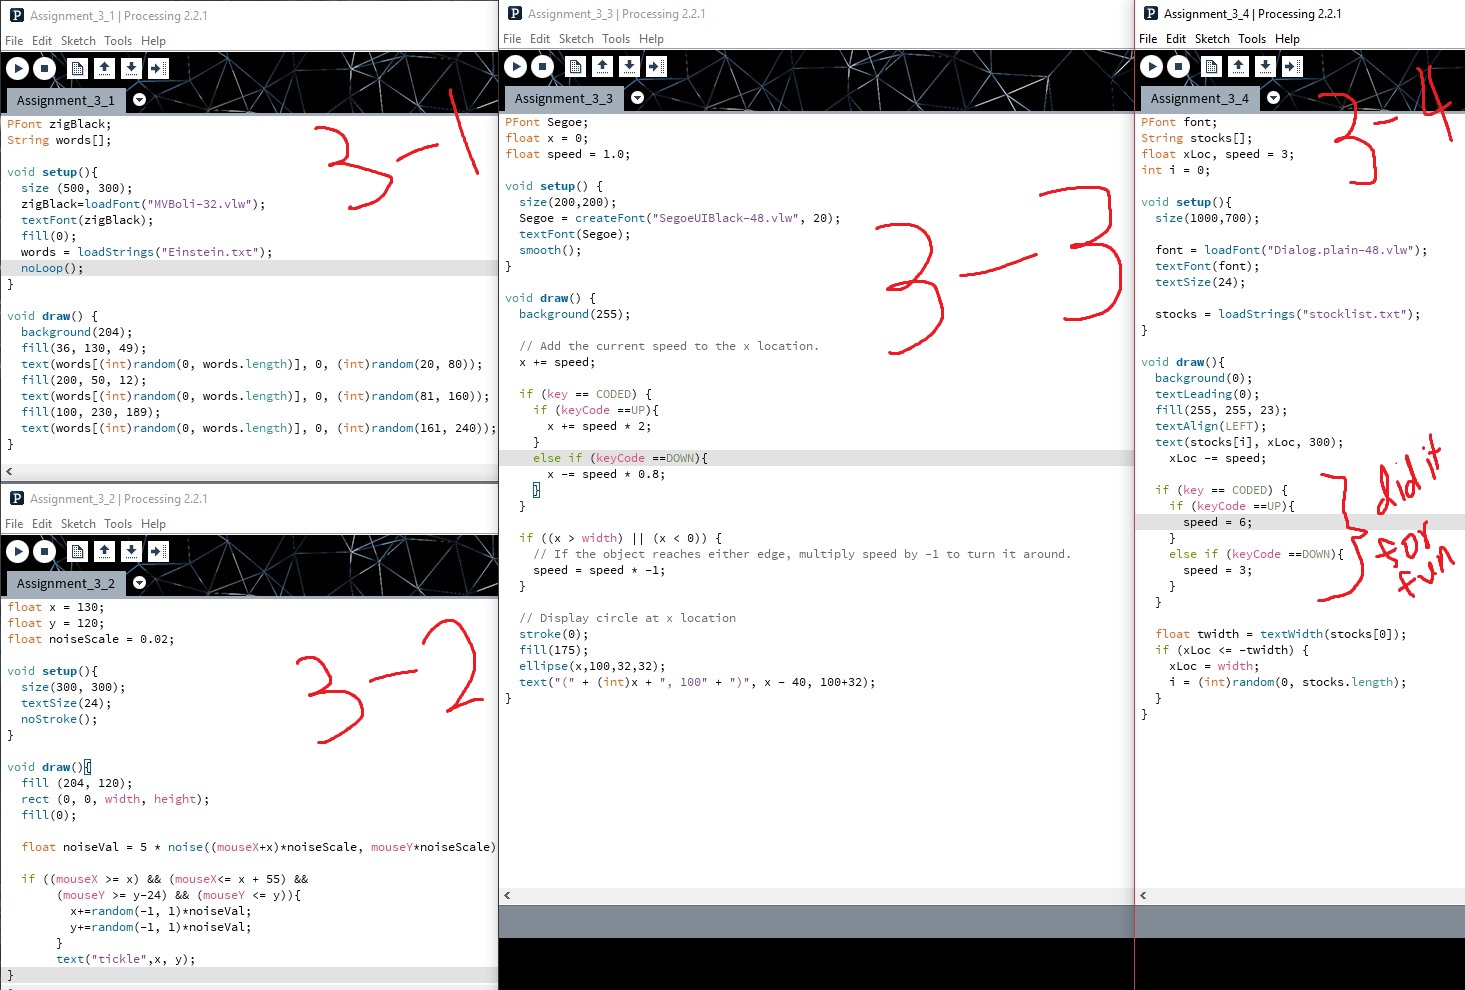 Assignment_3_1 | Processing 2.2.1
File Edit Sketch Tools Help
Assignment_3_1
3-1
PFont zigBlack;
String words[];
void setup(){
size (500, 300);
zigBlack=loadFont("MVBoli-32.vlw");
textFont(zigBlack);
fill(0);
words = loadStrings("Einstein.txt");
noLoop();
}
void draw() {
background(204);
fill(36, 130, 49);
text(words[(int)random(0, words.length)], 0, (int)random(20, 80));
fill(200, 50, 12);
text(words[(int)random(0, words.length)], 0, (int)random(81, 160));
fill(100, 230, 189);
text(words[(int)random(0, words.length)], 0, (int)random(161, 240));
}
Assignment_3_2 | Processing 2.2.1
File Edit Sketch Tools Help
Assignment_3_2
3-2
float x = 130;
float y = 120;
float noiseScale = 0.02;
void setup(){
size(300, 300);
textSize(24);
noStroke();
}
void draw(){
fill (204, 120);
rect (0, 0, width, height);
fill(0);
float noiseVal = 5 * noise((mouseX+x)*noiseScale, mouseY*noiseScale)
if ((mouseX >= x) && (mouseX<= x + 55) &&
(mouseY >= y-24) && (mouseY <= y)){
x+=random(-1, 1)*noiseVal;
y+=random(-1, 1)*noiseVal;
}
text("tickle",x, y);
}
Assignment_3_3 | Processing 2.2.1
File Edit Sketch Tools Help
Assignment_3_3
3-3
PFont Segoe;
float x = 0;
float speed = 1.0;
void setup() {
size(200,200);
Segoe = createFont("SegoeUIBlack-48.vlw", 20);
textFont(Segoe);
smooth();
}
void draw() {
background(255);
// Add the current speed to the x location.
x += speed;
if (key == CODED) {
if (keyCode ==UP){
x += speed * 2;
}
else if (keyCode ==DOWN){
x -= speed * 0.8;
}
}
if ((x > width) || (x < 0)) {
// If the object reaches either edge, multiply speed by -1 to turn it around.
speed = speed * -1;
}
// Display circle at x location
stroke(0);
fill(175);
ellipse(x,100,32,32);
text("(" + (int)x + ", 100" + ")", x - 40, 100+32);
}
Assignment_3_4 | Processing 2.2.1
File Edit Sketch Tools Help
Assignment_3_4
3-4
PFont font;
String stocks[];
float xLoc, speed = 3;
int i = 0;
void setup(){
size(1000,700);
font = loadFont("Dialog.plain-48.vlw");
textFont(font);
textSize(24);
stocks = loadStrings("stocklist.txt");
}
void draw(){
background(0);
textLeading(0);
fill(255, 255, 23);
textAlign(LEFT);
text(stocks[i], xLoc, 300);
xLoc -= speed;
if (key == CODED) {
if (keyCode ==UP){
speed = 6;
}
else if (keyCode ==DOWN){
speed = 3;
}
}
did it
for
fun
float twidth = textWidth(stocks[0]);
if (xLoc <= -twidth) {
xLoc = width;
i = (int)random(0, stocks.length);
}
}